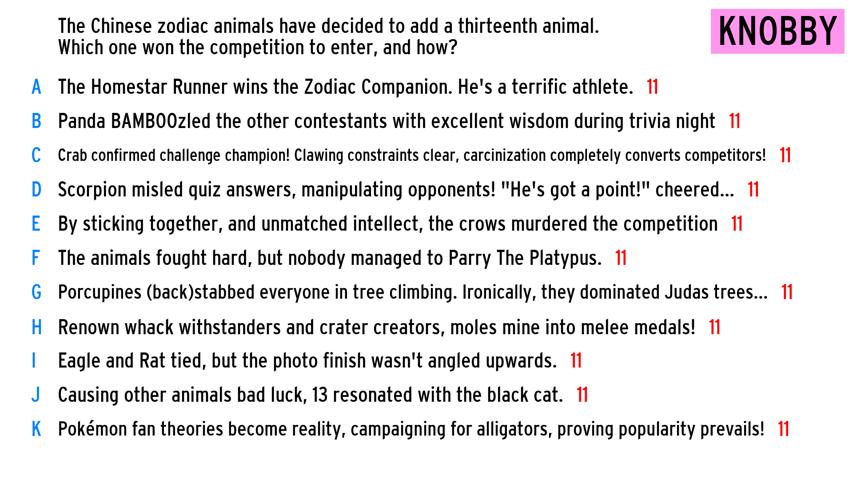 The Chinese zodiac animals have decided to add a thirteenth animal.
Which one won the competition to enter, and how?
KNOBBY
A The Homestar Runner wins the Zodiac Companion. He's a terrific athlete. 11
B Panda BAMBOOzled the other contestants with excellent wisdom during trivia night 11
C Crab confirmed challenge champion! Clawing constraints clear, carcinization completely converts competitors! 11
D Scorpion misled quiz answers, manipulating opponents! "He's got a point!" cheered... 11
E By sticking together, and unmatched intellect, the crows murdered the competition 11
F The animals fought hard, but nobody managed to Parry The Platypus. 11
G Porcupines (back)stabbed everyone in tree climbing. Ironically, they dominated Judas trees... 11
H Renown whack withstanders and crater creators, moles mine into melee medals! 11
I Eagle and Rat tied, but the photo finish wasn't angled upwards. 11
J Causing other animals bad luck, 13 resonated with the black cat. 11
K Pokémon fan theories become reality, campaigning for alligators, proving popularity prevails! 11